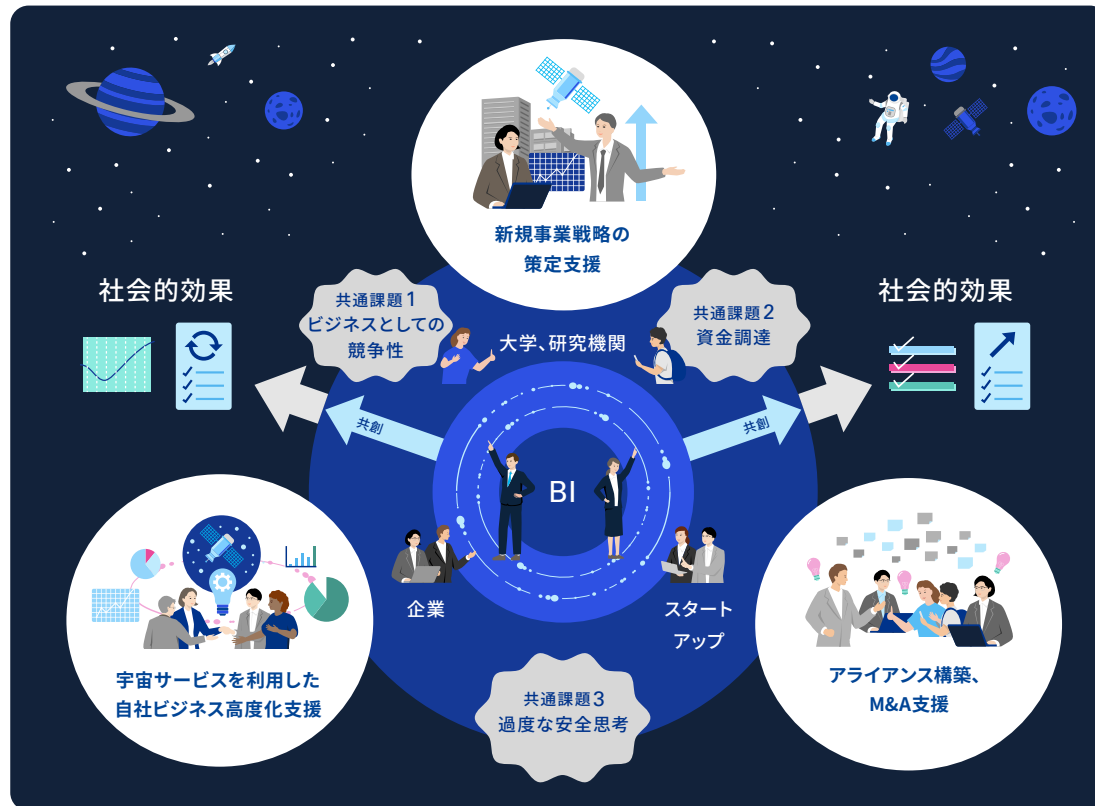 新規事業戦略の
策定支援
社会的効果
社会的効果
共通課題1
ビジネスとしての
競争性
共通課題2
資金調達
大学、研究機関
共創
共創
BI
企業
スタート
アップ
宇宙サービスを利用した
自社ビジネス高度化支援
アライアンス構築、
M&A支援
共通課題3
過度な安全思考